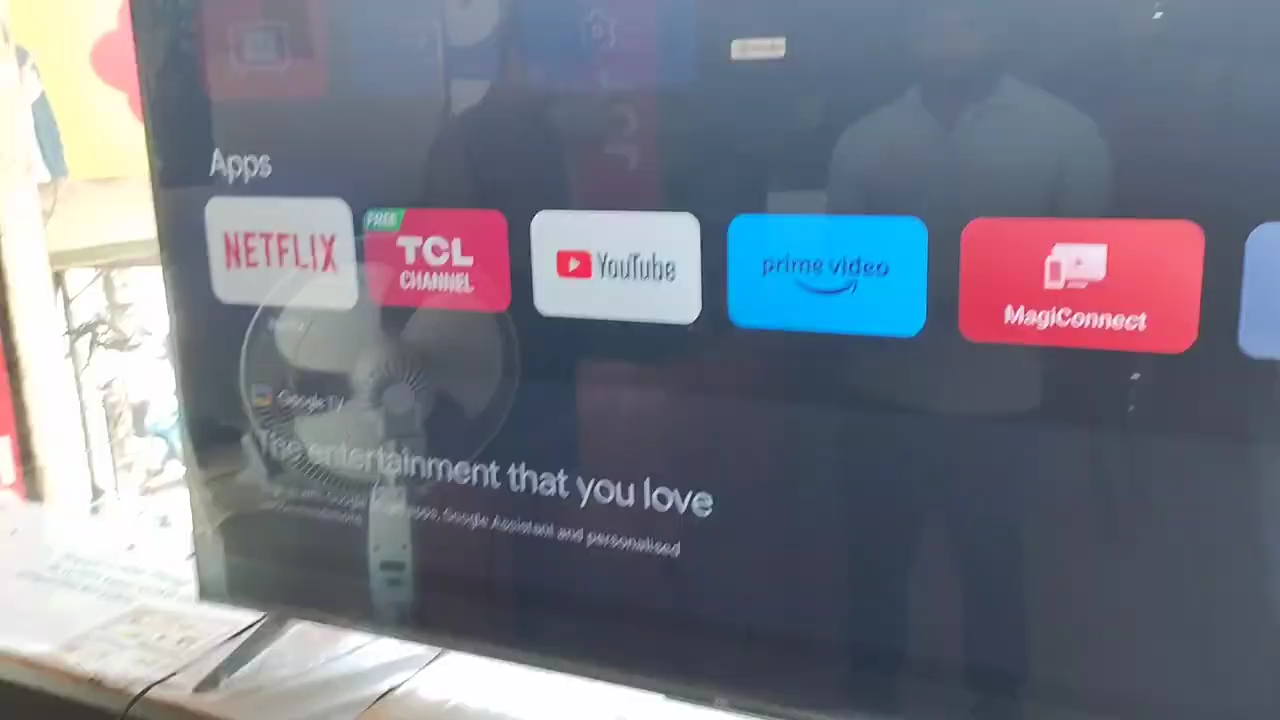 Apps
NETFLIX
FREE
TCL
CHANNEL
YouTube
prime video
MagiConnect
Google TV
The entertainment that you love
Google Assistant and personalised